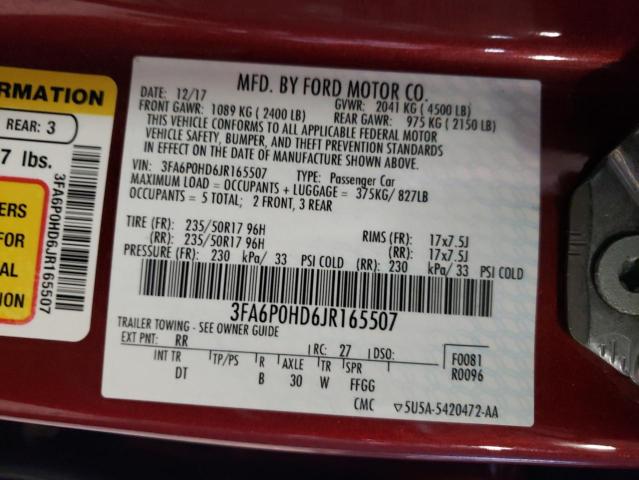 ORMATION
REAR: 3
7 lbs.
ERS
FOR
AL
TION
3FA6P0HD6JR165507
MFD. BY FORD MOTOR CO.
DATE: 12/17 GVWR: 2041 KG (4500 LB)
FRONT GAWR: 1089 KG (2400 LB) REAR GAWR: 975 KG (2150 LB)
THIS VEHICLE CONFORMS TO ALL APPLICABLE FEDERAL MOTOR
VEHICLE SAFETY, BUMPER, AND THEFT PREVENTION STANDARDS
IN EFFECT ON THE DATE OF MANUFACTURE SHOWN ABOVE.
VIN: 3FA6P0HD6JR165507 TYPE: Passenger Car
MAXIMUM LOAD = OCCUPANTS + LUGGAGE = 375KG/ 827LB
OCCUPANTS = 5 TOTAL; 2 FRONT, 3 REAR
TIRE (FR): 235/50R17 96H RIMS (FR): 17x7.5J
(RR): 235/50R17 96H (RR): 17x7.5J
PRESSURE (FR): 230 kPa/ 33 PSI COLD (RR): 230 kPa/ 33 PSI COLD
3FA6P0HD6JR165507
TRAILER TOWING - SEE OWNER GUIDE
EXT PNT: RR RC: 27 DSO: F0081
INT TR TP/PS R AXLE TR SPR R0096
DT B 30 W FFGG
CMC ▽5U5A-5420472-AA